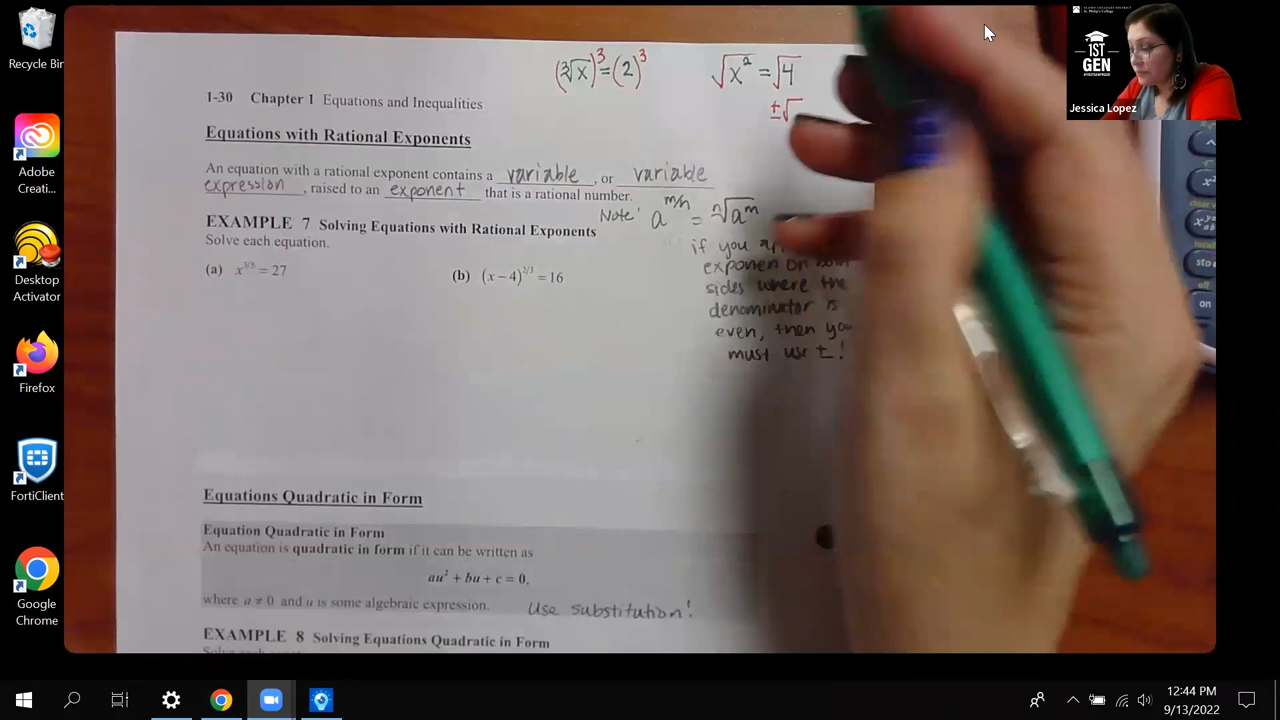 Recycle Bin
Adobe
Creati...
Desktop
Activator
Firefox
FortiClient
Google
Chrome
(∛x)³ = (2)³
√x² = √4
±√
1-30 Chapter 1 Equations and Inequalities
Equations with Rational Exponents
An equation with a rational exponent contains a variable, or variable
expression, raised to an exponent that is a rational number.
Note: a^m/n = ⁿ√a^m
EXAMPLE 7 Solving Equations with Rational Exponents
Solve each equation.
(a) x^3/5 = 27
(b) (x − 4)^2/3 = 16
if you
exponen on both
sides where the
denominator is
even, then you
must use ±!
Equations Quadratic in Form
Equation Quadratic in Form
An equation is quadratic in form if it can be written as
au² + bu + c = 0,
where a ≠ 0 and u is some algebraic expression. Use substitution!
EXAMPLE 8 Solving Equations Quadratic in Form
1ST
GEN
Jessica Lopez
12:44 PM
9/13/2022